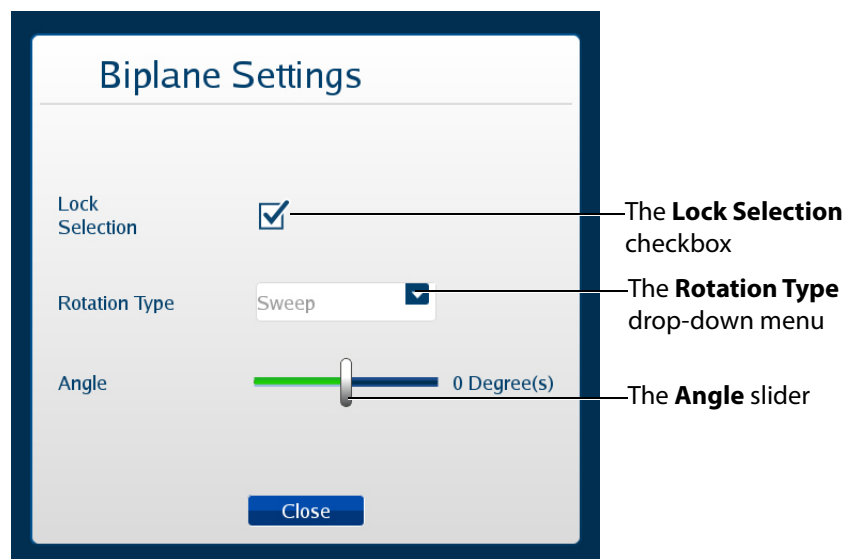 Biplane Settings
Lock
Selection
The Lock Selection
checkbox
Rotation Type
Sweep
The Rotation Type
drop-down menu
Angle
0 Degree(s)
The Angle slider
Close